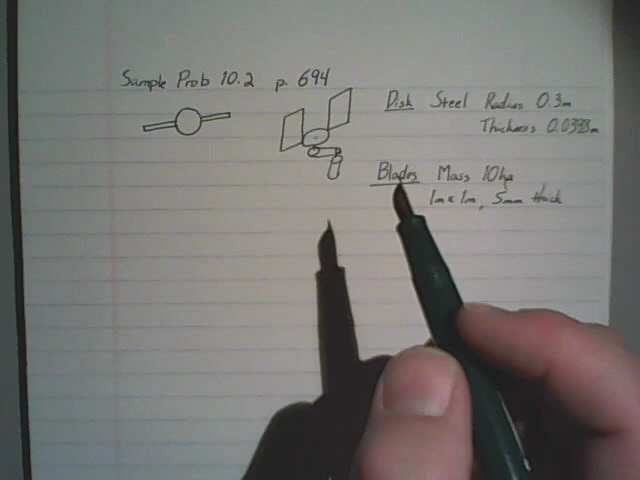 Sample Prob 10.2 p. 694
Disk Steel Radius 0.3m
Thickness 0.0398m
Blades Mass 10kg
1m x 1m, 5mm thick